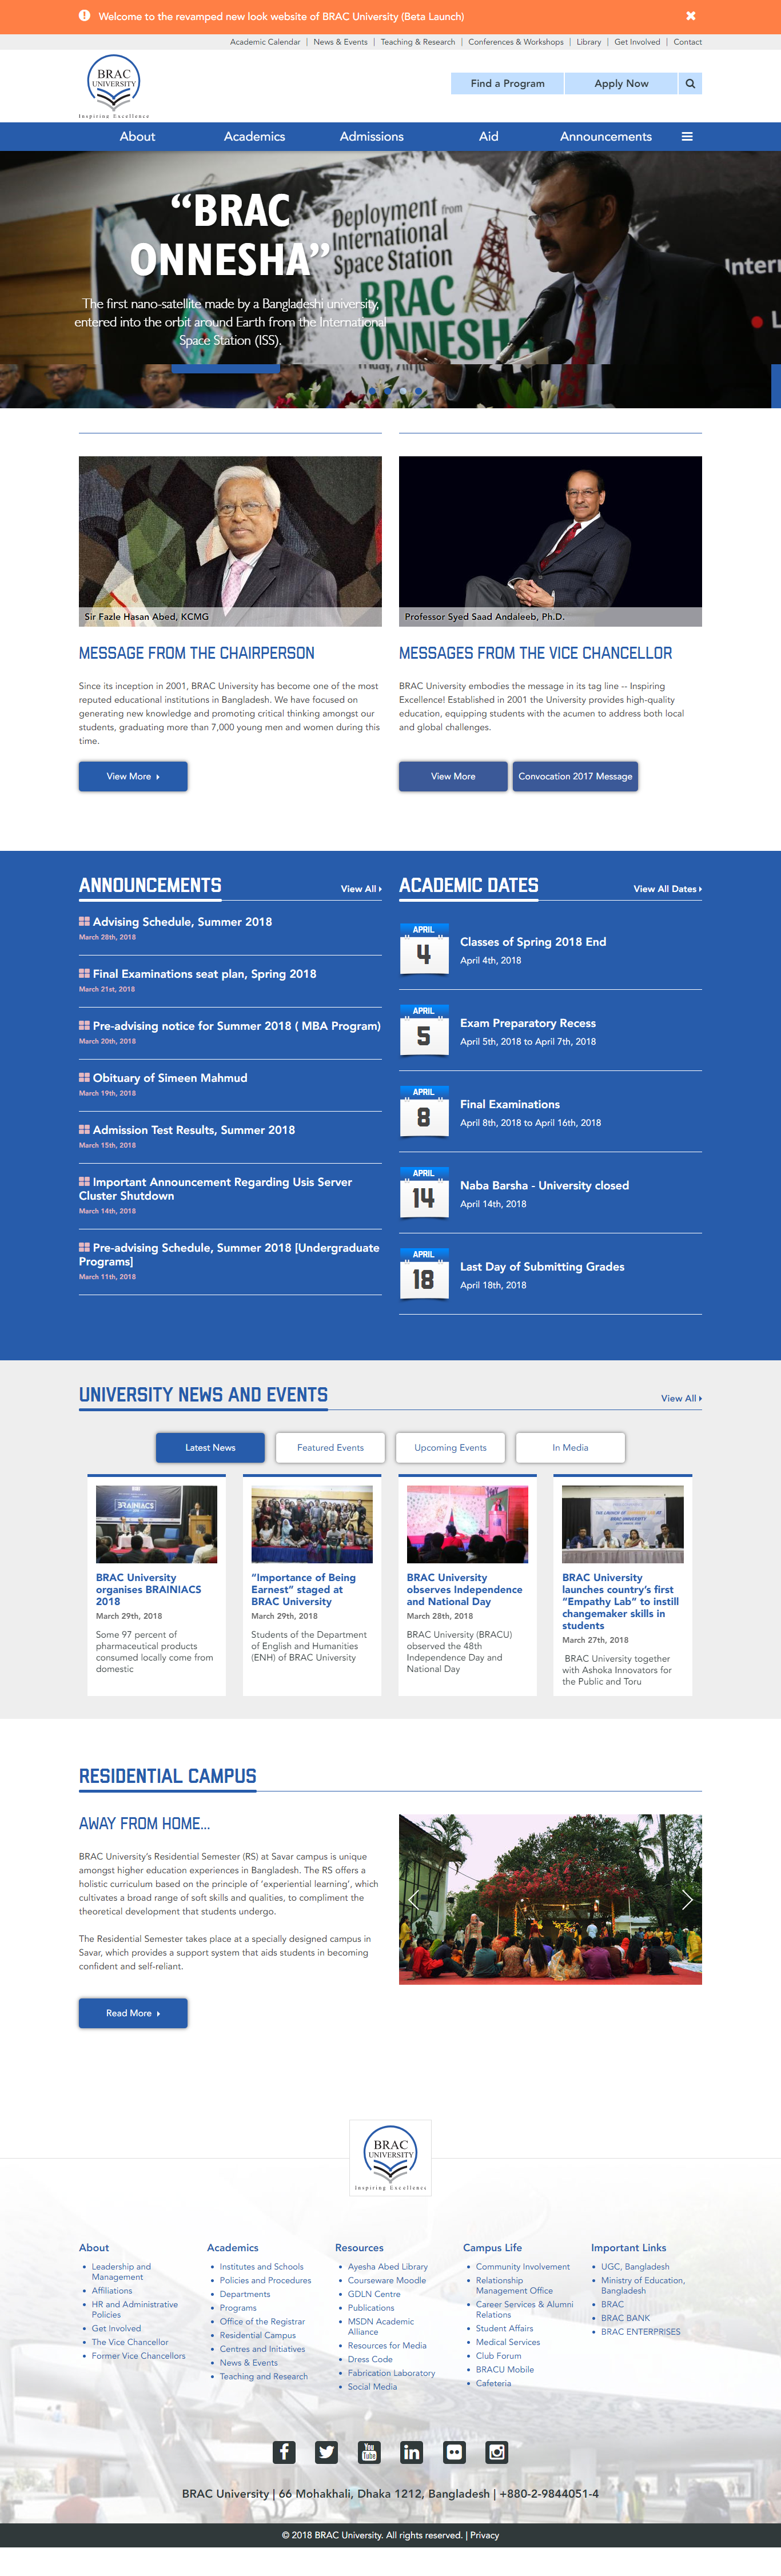 Welcome to the revamped new look website of BRAC University (Beta Launch)
Academic Calendar | News & Events | Teaching & Research | Conferences & Workshops | Library | Get Involved | Contact
BRAC
UNIVERSITY
Inspiring Excellence
Find a Program
Apply Now
About
Academics
Admissions
Aid
Announcements
“BRAC
ONNESHA”
The first nano-satellite made by a Bangladeshi university,
entered into the orbit around Earth from the International
Space Station (ISS).
Deployment from
International
Space Station
BRAC
ONNESH
Inter
Sir Fazle Hasan Abed, KCMG
Professor Syed Saad Andaleeb, Ph.D.
MESSAGE FROM THE CHAIRPERSON
Since its inception in 2001, BRAC University has become one of the most
reputed educational institutions in Bangladesh. We have focused on
generating new knowledge and promoting critical thinking amongst our
students, graduating more than 7,000 young men and women during this
time.
View More
MESSAGES FROM THE VICE CHANCELLOR
BRAC University embodies the message in its tag line -- Inspiring
Excellence! Established in 2001 the University provides high-quality
education, equipping students with the acumen to address both local
and global challenges.
View More
Convocation 2017 Message
ANNOUNCEMENTS
View All
Advising Schedule, Summer 2018
March 28th, 2018
Final Examinations seat plan, Spring 2018
March 21st, 2018
Pre-advising notice for Summer 2018 ( MBA Program)
March 20th, 2018
Obituary of Simeen Mahmud
March 19th, 2018
Admission Test Results, Summer 2018
March 15th, 2018
Important Announcement Regarding Usis Server
Cluster Shutdown
March 14th, 2018
Pre-advising Schedule, Summer 2018 [Undergraduate
Programs]
March 11th, 2018
ACADEMIC DATES
View All Dates
APRIL
4
Classes of Spring 2018 End
April 4th, 2018
APRIL
5
Exam Preparatory Recess
April 5th, 2018 to April 7th, 2018
APRIL
8
Final Examinations
April 8th, 2018 to April 16th, 2018
APRIL
14
Naba Barsha - University closed
April 14th, 2018
APRIL
18
Last Day of Submitting Grades
April 18th, 2018
UNIVERSITY NEWS AND EVENTS
View All
Latest News
Featured Events
Upcoming Events
In Media
BRAINIACS
BRAC University
organises BRAINIACS
2018
March 29th, 2018
Some 97 percent of
pharmaceutical products
consumed locally come from
domestic
“Importance of Being
Earnest” staged at
BRAC University
March 29th, 2018
Students of the Department
of English and Humanities
(ENH) of BRAC University
BRAC University
observes Independence
and National Day
March 28th, 2018
BRAC University (BRACU)
observed the 48th
Independence Day and
National Day
BRAC University
launches country’s first
“Empathy Lab” to instill
changemaker skills in
students
March 27th, 2018
BRAC University together
with Ashoka Innovators for
the Public and Toru
RESIDENTIAL CAMPUS
AWAY FROM HOME...
BRAC University’s Residential Semester (RS) at Savar campus is unique
amongst higher education experiences in Bangladesh. The RS offers a
holistic curriculum based on the principle of ‘experiential learning’, which
cultivates a broad range of soft skills and qualities, to compliment the
theoretical development that students undergo.
The Residential Semester takes place at a specially designed campus in
Savar, which provides a support system that aids students in becoming
confident and self-reliant.
Read More
BRAC
UNIVERSITY
Inspiring Excellence
About
Leadership and
Management
Affiliations
HR and Administrative
Policies
Get Involved
The Vice Chancellor
Former Vice Chancellors
Academics
Institutes and Schools
Policies and Procedures
Departments
Programs
Office of the Registrar
Residential Campus
Centres and Initiatives
News & Events
Teaching and Research
Resources
Ayesha Abed Library
Courseware Moodle
GDLN Centre
Publications
MSDN Academic
Alliance
Resources for Media
Dress Code
Fabrication Laboratory
Social Media
Campus Life
Community Involvement
Relationship
Management Office
Career Services & Alumni
Relations
Student Affairs
Medical Services
Club Forum
BRACU Mobile
Cafeteria
Important Links
UGC, Bangladesh
Ministry of Education,
Bangladesh
BRAC
BRAC BANK
BRAC ENTERPRISES
You
Tube
in
BRAC University | 66 Mohakhali, Dhaka 1212, Bangladesh | +880-2-9844051-4
© 2018 BRAC University. All rights reserved. | Privacy